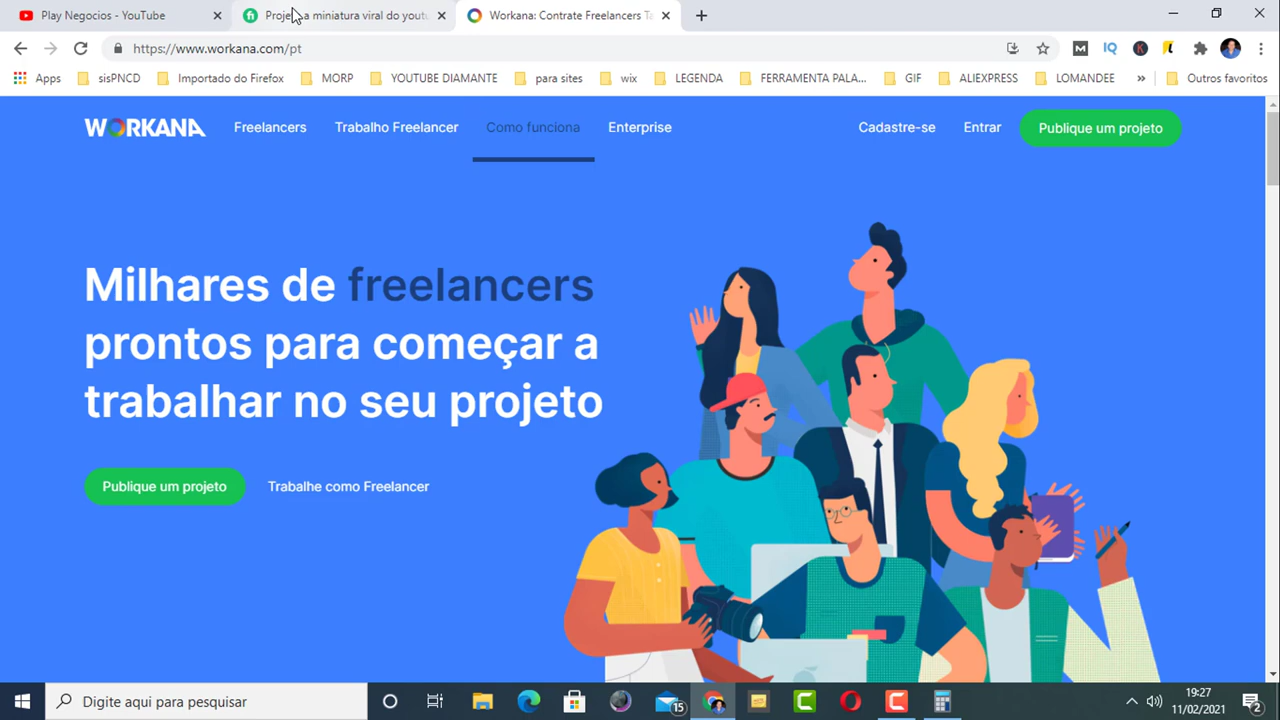 Play Negocios - YouTube
Projeta a miniatura viral do youtu
Workana: Contrate Freelancers Ta
https://www.workana.com/pt
Apps
sisPNCD
Importado do Firefox
MORP
YOUTUBE DIAMANTE
para sites
wix
LEGENDA
FERRAMENTA PALA...
GIF
ALIEXPRESS
LOMANDEE
»
Outros favoritos
WORKANA
Freelancers
Trabalho Freelancer
Como funciona
Enterprise
Cadastre-se
Entrar
Publique um projeto
Milhares de freelancers
prontos para começar a
trabalhar no seu projeto
Publique um projeto
Trabalhe como Freelancer
Digite aqui para pesquisar
15
19:27
11/02/2021
2